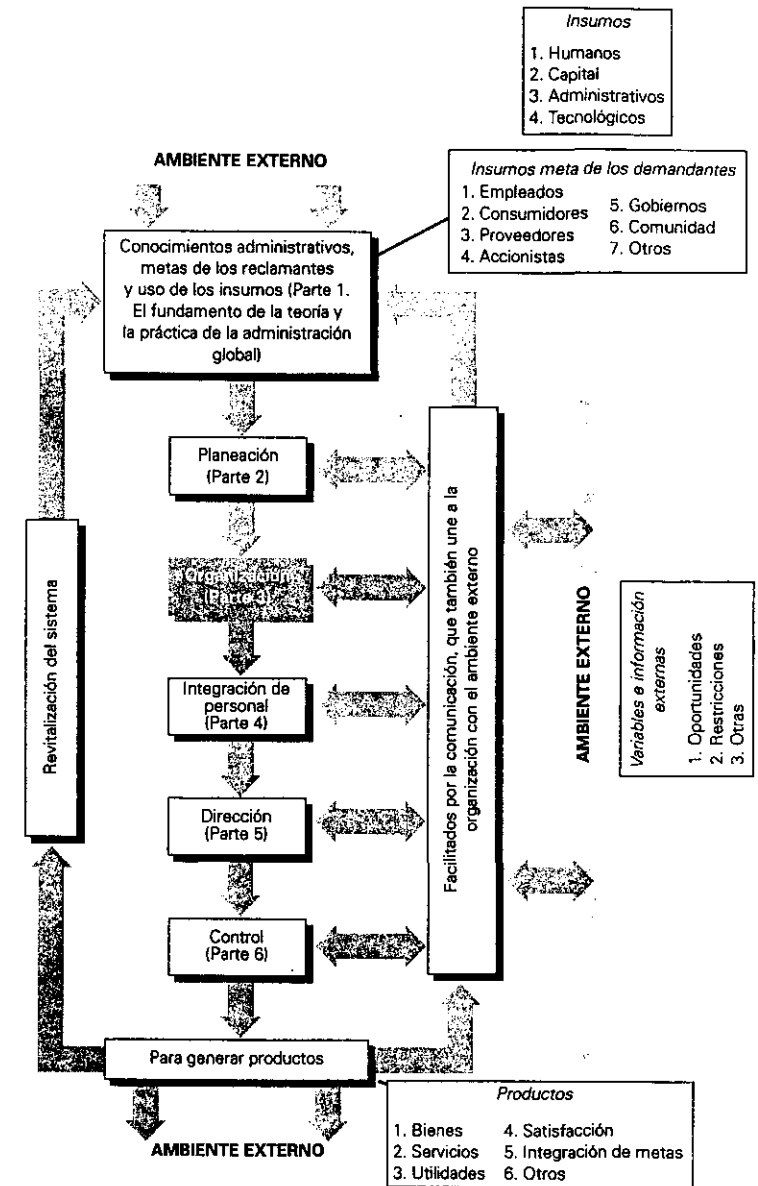 Insumos
1. Humanos
2. Capital
3. Administrativos
4. Tecnológicos
AMBIENTE EXTERNO
Insumos meta de los demandantes
1. Empleados
2. Consumidores
3. Proveedores
4. Accionistas
5. Gobiernos
6. Comunidad
7. Otros
Conocimientos administrativos,
metas de los reclamantes
y uso de los insumos (Parte 1.
El fundamento de la teoría y
la práctica de la administración
global)
Planeación
(Parte 2)
Organización
(Parte 3)
Integración de
personal
(Parte 4)
Dirección
(Parte 5)
Control
(Parte 6)
Revitalización del sistema
Facilitados por la comunicación, que también une a la
organización con el ambiente externo
AMBIENTE EXTERNO
Variables e información
externas
1. Oportunidades
2. Restricciones
3. Otras
Para generar productos
AMBIENTE EXTERNO
Productos
1. Bienes
2. Servicios
3. Utilidades
4. Satisfacción
5. Integración de metas
6. Otros